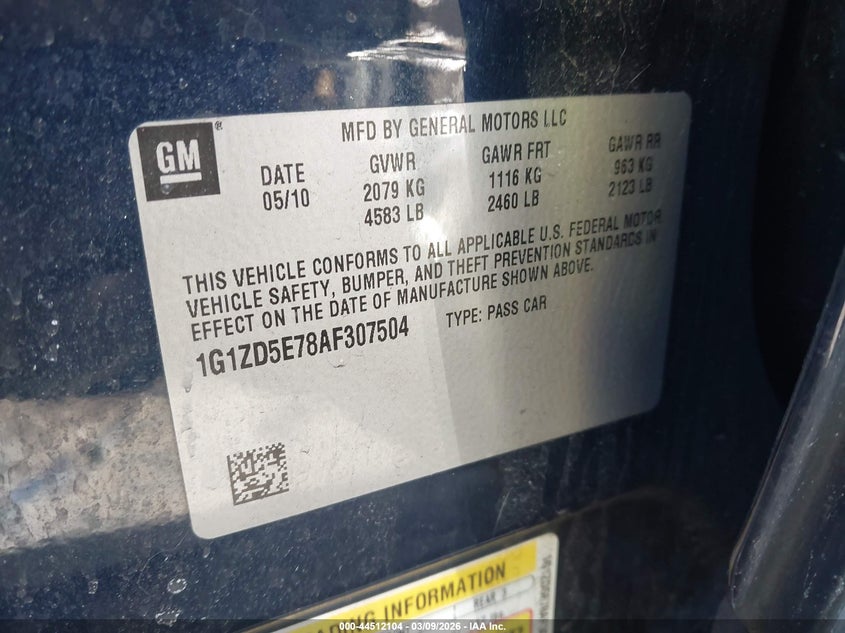 GM
®
MFD BY GENERAL MOTORS LLC
DATE GVWR GAWR FRT GAWR RR
05/10 2079 KG 1116 KG 963 KG
4583 LB 2460 LB 2123 LB
THIS VEHICLE CONFORMS TO ALL APPLICABLE U.S. FEDERAL MOTOR
VEHICLE SAFETY, BUMPER, AND THEFT PREVENTION STANDARDS IN
EFFECT ON THE DATE OF MANUFACTURE SHOWN ABOVE.
1G1ZD5E78AF307504 TYPE: PASS CAR
INFORMATION
REAR
000-44512104 | 03/09/2026 | IAA Inc.